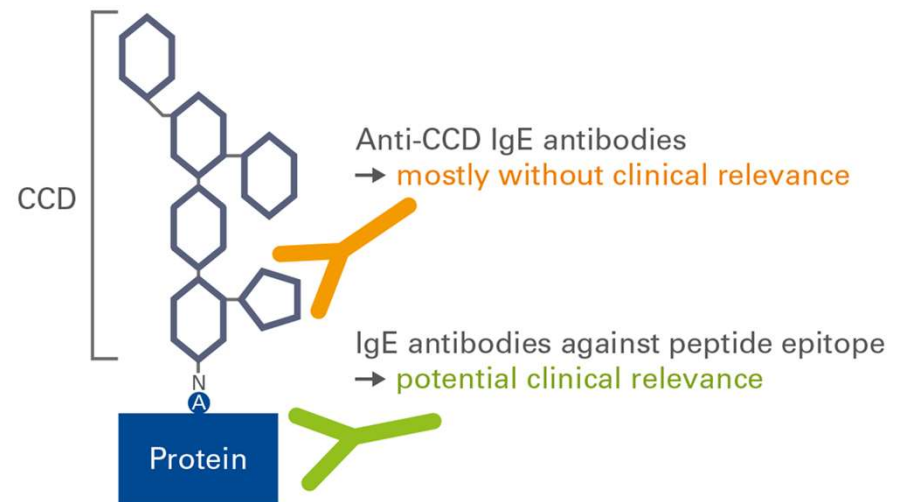 CCD
Anti-CCD IgE antibodies
→ mostly without clinical relevance
IgE antibodies against peptide epitope
→ potential clinical relevance
N
A
Protein